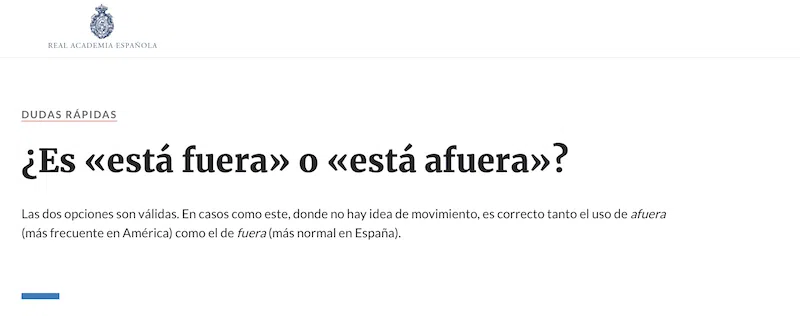 REAL ACADEMIA ESPAÑOLA
DUDAS RÁPIDAS
¿Es «está fuera» o «está afuera»?
Las dos opciones son válidas. En casos como este, donde no hay idea de movimiento, es correcto tanto el uso de afuera
(más frecuente en América) como el de fuera (más normal en España).